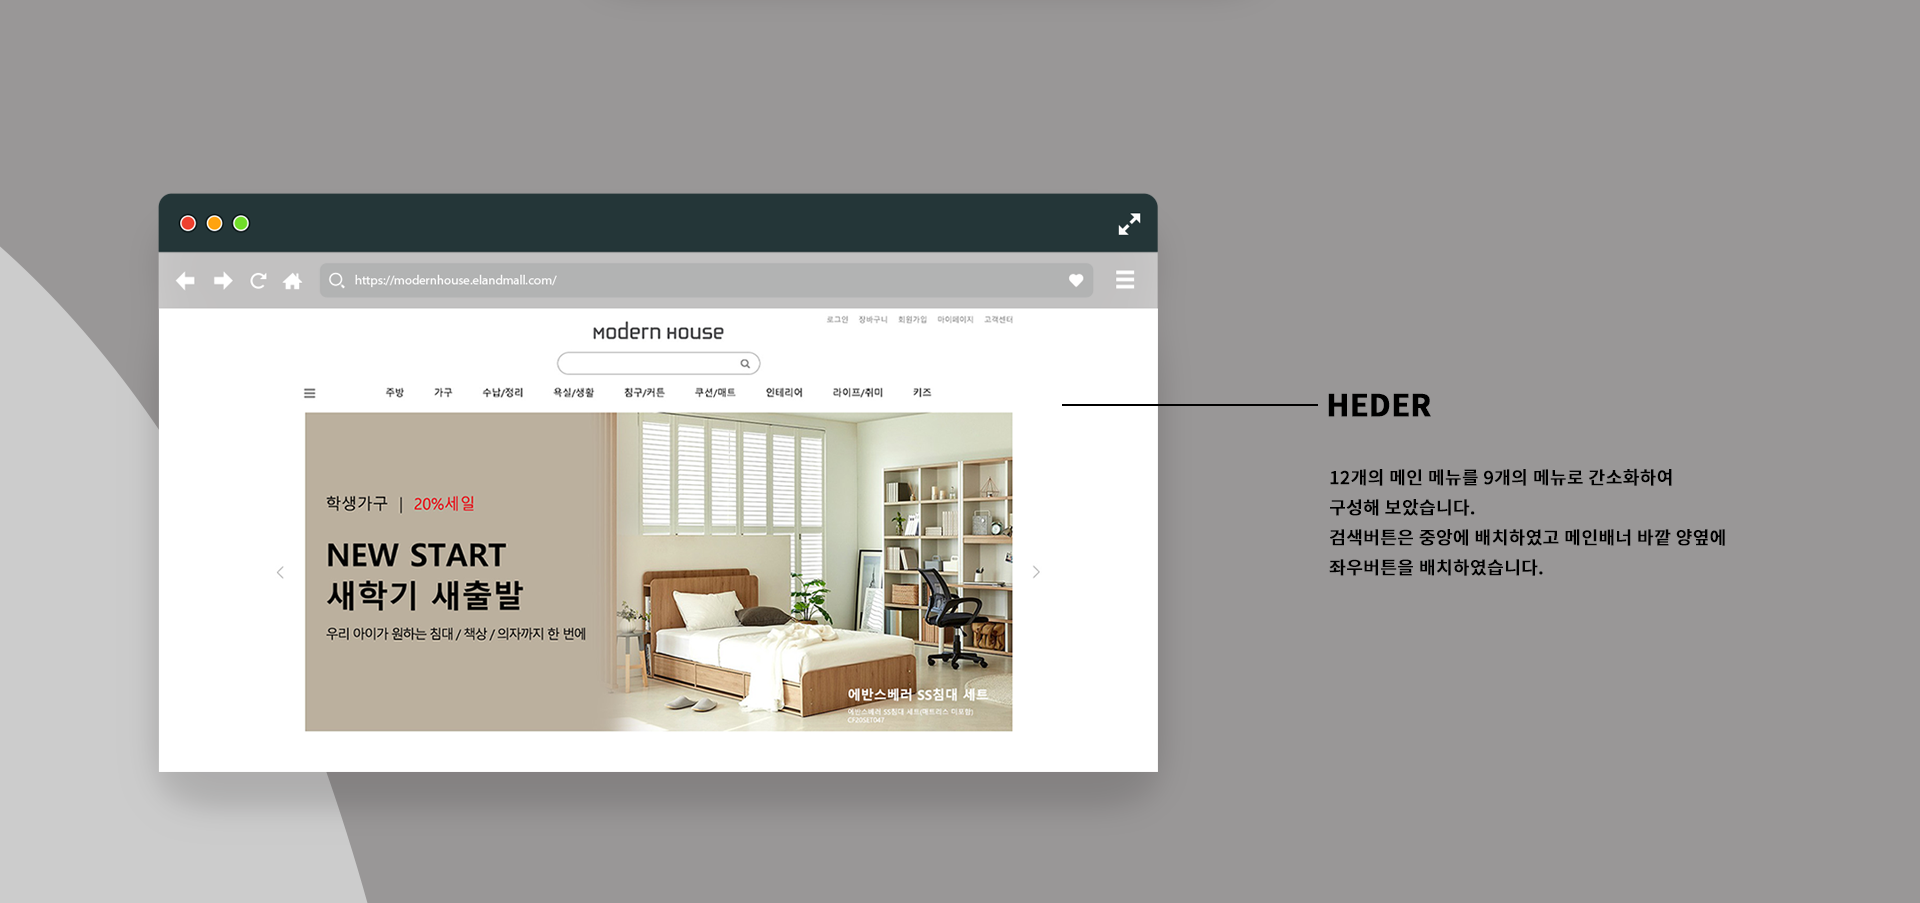 https://modernhouse.elandmall.com/
로그인 장바구니 회원가입 마이페이지 고객센터
MODERN HOUSE
주방 가구 수납/정리 욕실/생활 침구/커튼 쿠션/매트 인테리어 라이프/취미 키즈
학생가구 | 20%세일
NEW START
새학기 새출발
우리 아이가 원하는 침대 / 책상 / 의자까지 한 번에
에반스베러 SS침대 세트
에반스베러 SS침대 세트(매트리스 미포함)
CF20SET047
HEDER
12개의 메인 메뉴를 9개의 메뉴로 간소화하여
구성해 보았습니다.
검색버튼은 중앙에 배치하였고 메인배너 바깥 양옆에
좌우버튼을 배치하였습니다.